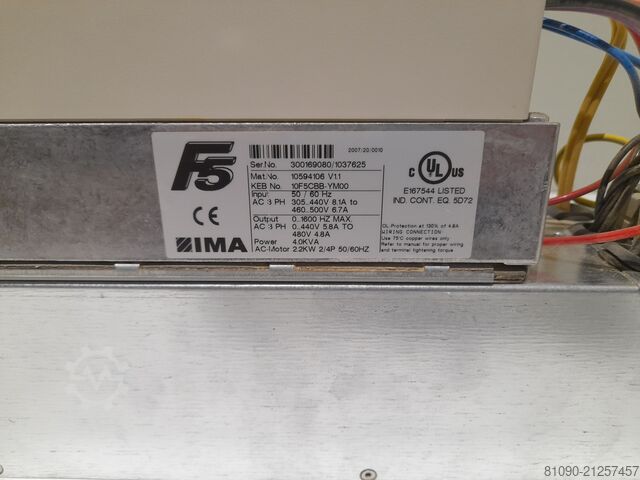 F5
2007/20/0010
Ser.No. 300169080/1037625
Mat.No. 10594106 V1.1
KEB No. 10F5CBB-YM00
Input: 50 / 60 Hz
AC 3 PH 305..440V 8.1A to
460..500V 6.7A
Output 0..1600 HZ MAX.
AC 3 PH 0..440V 5.8A TO
480V 4.8A
Power 4.0KVA
AC-Motor 2.2KW 2/4P 50/60HZ
CE
IMA
C UL US
E167544 LISTED
IND. CONT. EQ. 5D72
OL Protection at 130% of 4.8A
WIRING CONNECTION:
Use 75°C copper wires only
Refer to manual for proper wiring
and terminal tightening torque
81090-21257457